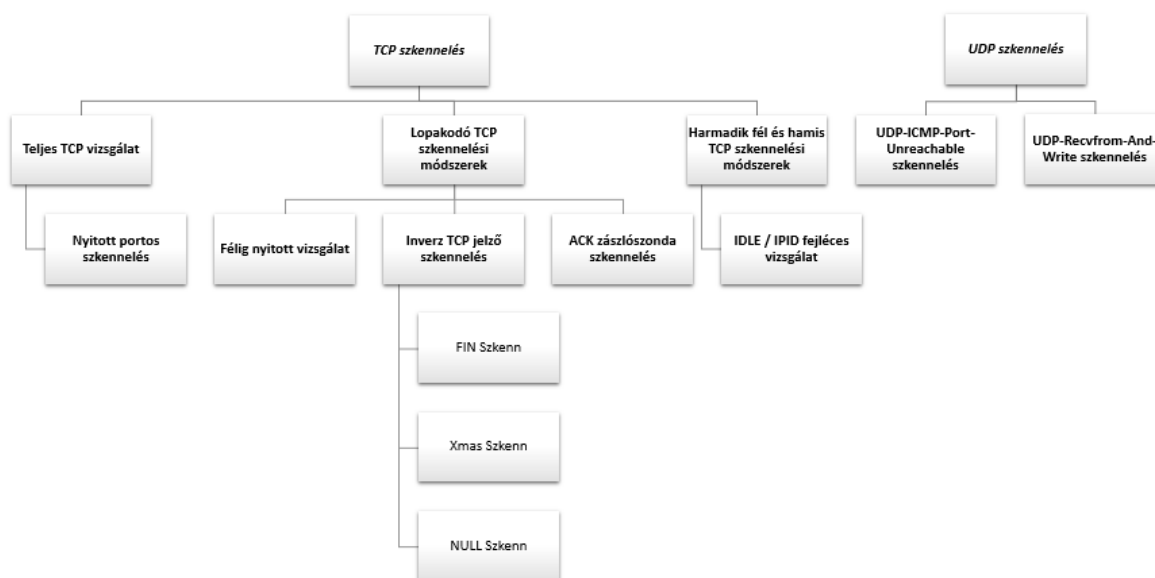 TCP szkennelés
UDP szkennelés
Teljes TCP vizsgálat
Lopakodó TCP
szkennelési
módszerek
Harmadik fél és hamis
TCP szkennelési
módszerek
UDP-ICMP-Port-
Unreachable
szkennelés
UDP-Recvfrom-And-
Write szkennelés
Nyitott portos
szkennelés
Félig nyitott vizsgálat
Inverz TCP jelző
szkennelés
ACK zászlószonda
szkennelés
IDLE / IPID fejléces
vizsgálat
FIN Szkenn
Xmas Szkenn
NULL Szkenn